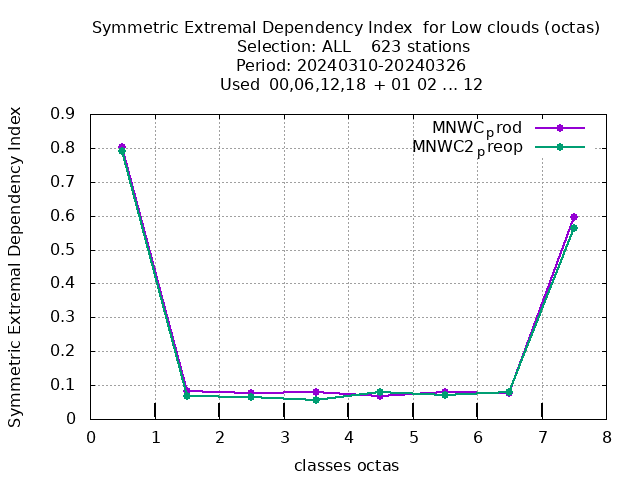 Symmetric Extremal Dependency Index  for Low clouds (octas)
Selection: ALL    623 stations
Period: 20240310-20240326
Used  00,06,12,18  + 01 02 ... 12
Symmetric Extremal Dependency Index
0.9
0.8
0.7
0.6
0.5
0.4
0.3
0.2
0.1
0
MNWCprod
MNWC2preop
0 1 2 3 4 5 6 7 8
classes octas